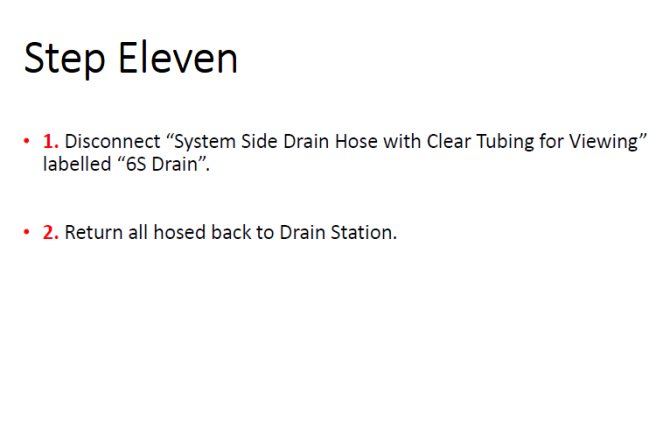 Step Eleven
• 1. Disconnect “System Side Drain Hose with Clear Tubing for Viewing”
labelled “6S Drain”.
• 2. Return all hosed back to Drain Station.